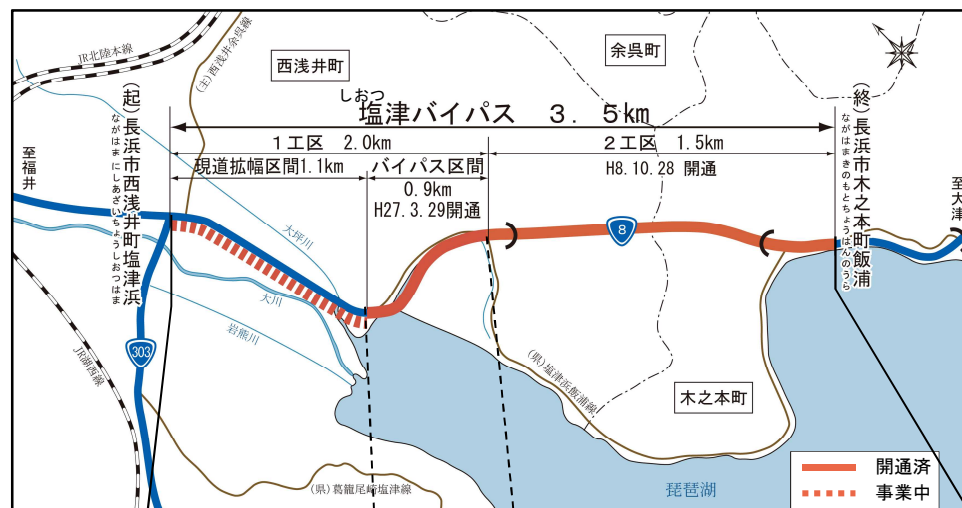 JR北陸本線
(主)西浅井余呉線
西浅井町
余呉町
しおつ
塩津バイパス 3.5km
1工区 2.0km
2工区 1.5km
現道拡幅区間1.1km
バイパス区間
0.9km
H27.3.29開通
H8.10.28 開通
至福井
(起)長浜市西浅井町塩津浜
ながはまにしあざいちょうしおつはま
(終)長浜市木之本町飯浦
ながはまきのもとちょうはんのうら
至大津
8
大坪川
大川
岩熊川
303
JR湖西線
(県)塩津浜飯浦線
木之本町
(県)葛籠尾崎塩津線
琵琶湖
開通済
事業中